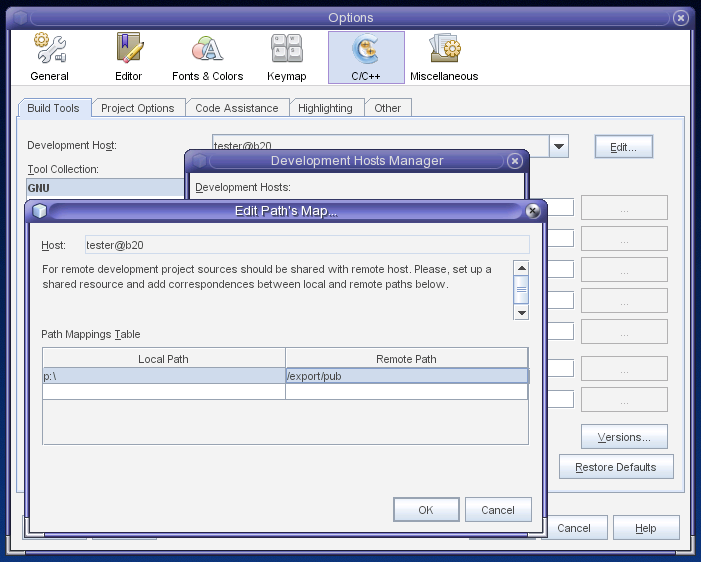 Options
General
Editor
Fonts & Colors
Keymap
C/C++
Miscellaneous
Build Tools
Project Options
Code Assistance
Highlighting
Other
Development Host:
tester@b20
Edit...
Tool Collection:
GNU
Development Hosts Manager
Development Hosts:
Edit Path's Map...
Host:
tester@b20
For remote development project sources should be shared with remote host. Please, set up a
shared resource and add correspondences between local and remote paths below.
Path Mappings Table
Local Path
Remote Path
p:\
/export/pub
OK
Cancel
...
...
...
...
...
...
...
Versions...
Restore Defaults
Cancel
Help